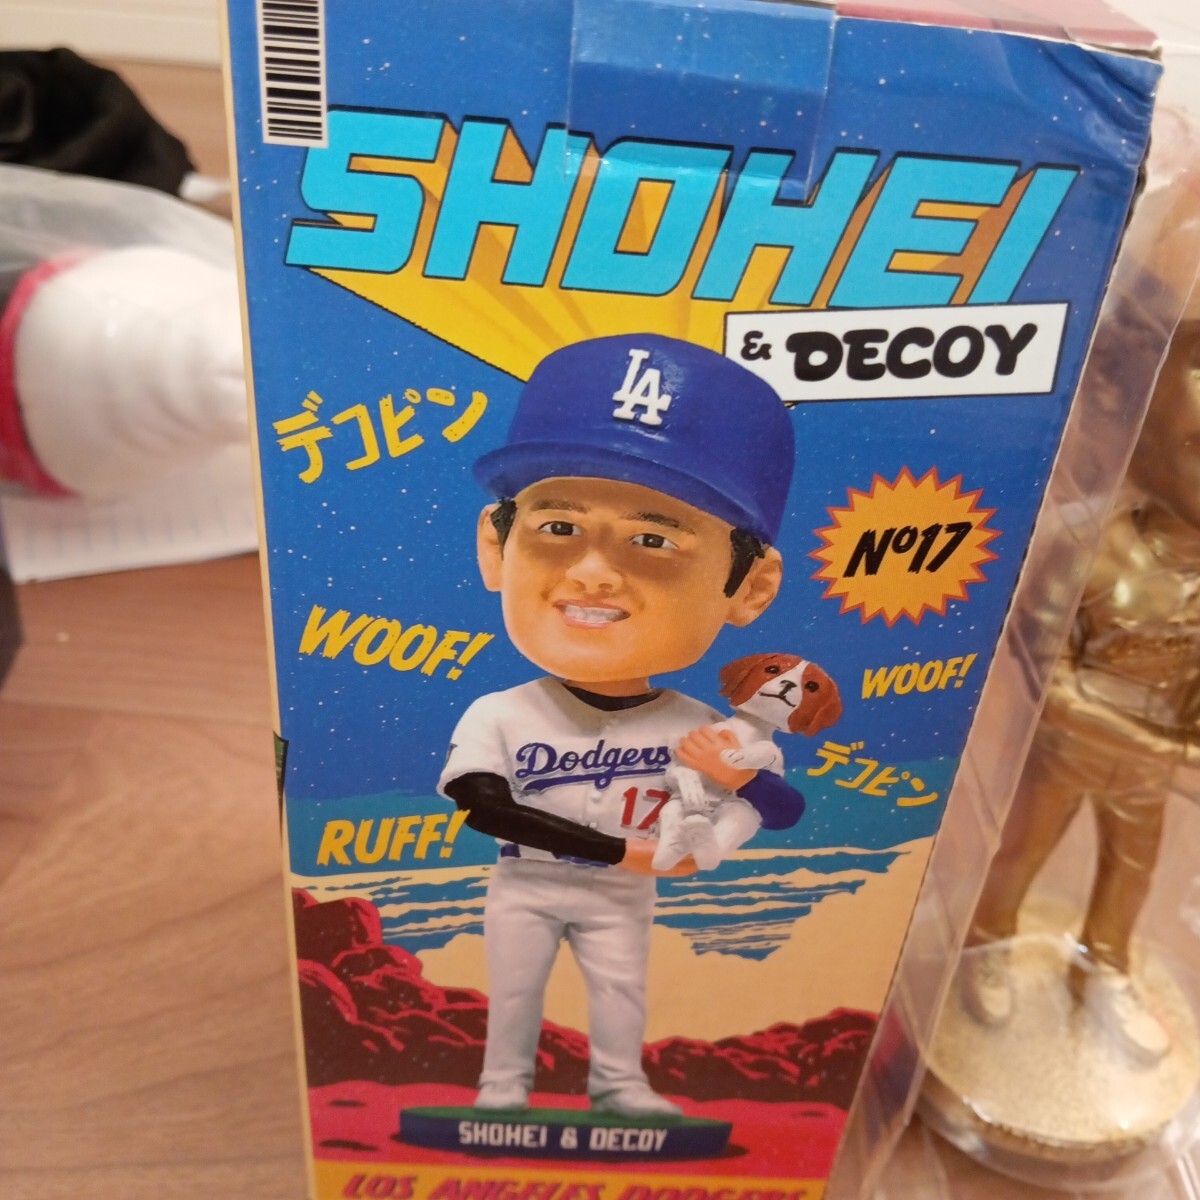 SHOHEI
& DECOY
デコピン
LA
Nº17
WOOF!
WOOF!
Dodgers
17
デコピン
RUFF!
SHOHEI & DECOY
LOS ANGELES DODGERS